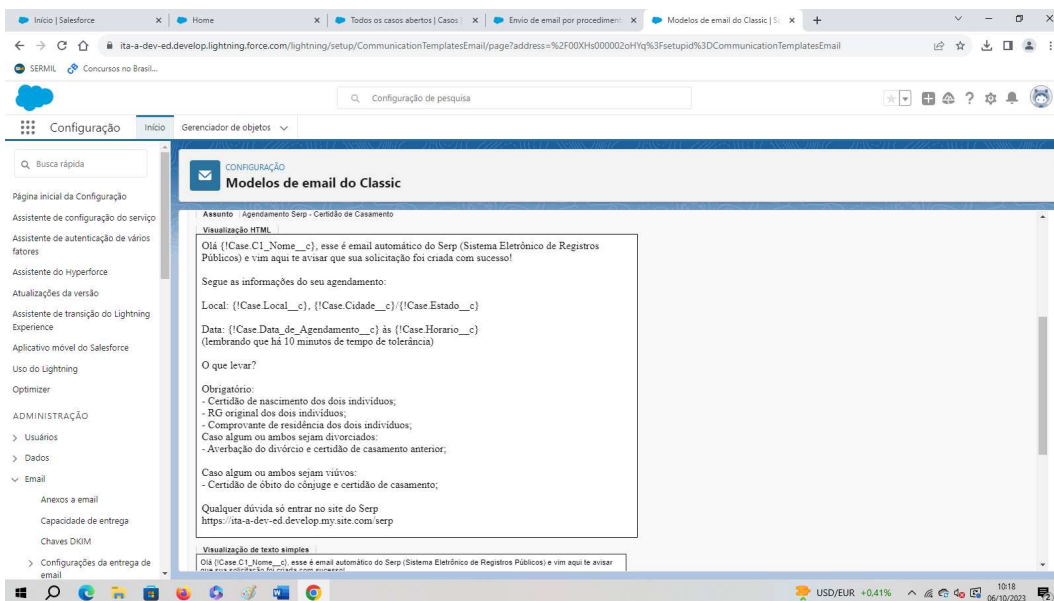 Início | Salesforce
Home
Todos os casos abertos | Casos
Envio de email por procediment
Modelos de email do Classic | Sa
ita-a-dev-ed.develop.lightning.force.com/lightning/setup/CommunicationTemplatesEmail/page?address=%2F00XHs000002oHYq%3Fsetupid%3DCommunicationTemplatesEmail
SERMIL
Concursos no Brasil...
Configuração de pesquisa
Configuração
Início
Gerenciador de objetos
Busca rápida
Página inicial da Configuração
Assistente de configuração do serviço
Assistente de autenticação de vários
fatores
Assistente do Hyperforce
Atualizações da versão
Assistente de transição do Lightning
Experience
Aplicativo móvel do Salesforce
Uso do Lightning
Optimizer
ADMINISTRAÇÃO
Usuários
Dados
Email
Anexos a email
Capacidade de entrega
Chaves DKIM
Configurações da entrega de
email
CONFIGURAÇÃO
Modelos de email do Classic
Assunto Agendamento Serp - Certidão de Casamento
Visualização HTML
Olá {!Case.C1_Nome__c}, esse é email automático do Serp (Sistema Eletrônico de Registros
Públicos) e vim aqui te avisar que sua solicitação foi criada com sucesso!
Segue as informações do seu agendamento:
Local: {!Case.Local__c}, {!Case.Cidade__c}/{!Case.Estado__c}
Data: {!Case.Data_de_Agendamento__c} às {!Case.Horario__c}
(lembrando que há 10 minutos de tempo de tolerância)
O que levar?
Obrigatório:
- Certidão de nascimento dos dois indivíduos;
- RG original dos dois indivíduos;
- Comprovante de residência dos dois indivíduos;
Caso algum ou ambos sejam divorciados:
- Averbação do divórcio e certidão de casamento anterior;
Caso algum ou ambos sejam viúvos:
- Certidão de óbito do cônjuge e certidão de casamento;
Qualquer dúvida só entrar no site do Serp
https://ita-a-dev-ed.develop.my.site.com/serp
Visualização de texto simples
Olá {!Case.C1_Nome__c}, esse é email automático do Serp (Sistema Eletrônico de Registros Públicos) e vim aqui te avisar
que sua solicitação foi criada com sucesso!
USD/EUR +0,41%
10:18
06/10/2023